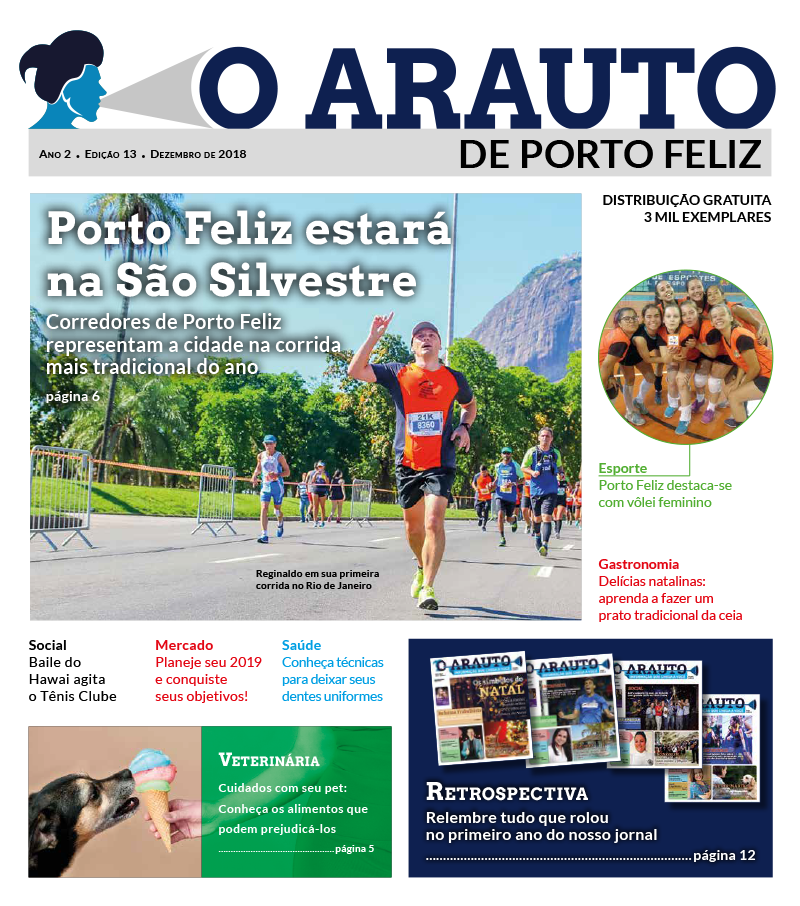 O ARAUTO
DE PORTO FELIZ
Ano 2 • Edição 13 • Dezembro de 2018
DISTRIBUIÇÃO GRATUITA
3 MIL EXEMPLARES
Porto Feliz estará
na São Silvestre
Corredores de Porto Feliz
representam a cidade na corrida
mais tradicional do ano
página 6
21K
8360
Reginaldo em sua primeira
corrida no Rio de Janeiro
DE ESPORTES
Esporte
Porto Feliz destaca-se
com vôlei feminino
Gastronomia
Delícias natalinas:
aprenda a fazer um
prato tradicional da ceia
Social
Baile do
Hawai agita
o Tênis Clube
Mercado
Planeje seu 2019
e conquiste
seus objetivos!
Saúde
Conheça técnicas
para deixar seus
dentes uniformes
Veterinária
Cuidados com seu pet:
Conheça os alimentos que
podem prejudicá-los
página 5
O ARAUTO
Os símbolos do
NATAL
O ARAUTO
O ARAUTO
SOCIAL
ARAUTO
Retrospectiva
Relembre tudo que rolou
no primeiro ano do nosso jornal
página 12